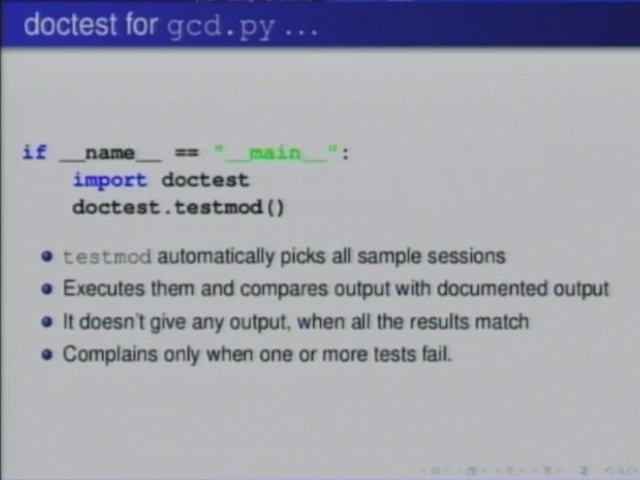 doctest for gcd.py ...
if __name__ == "__main__":
    import doctest
    doctest.testmod()
testmod automatically picks all sample sessions
Executes them and compares output with documented output
It doesn't give any output, when all the results match
Complains only when one or more tests fail.